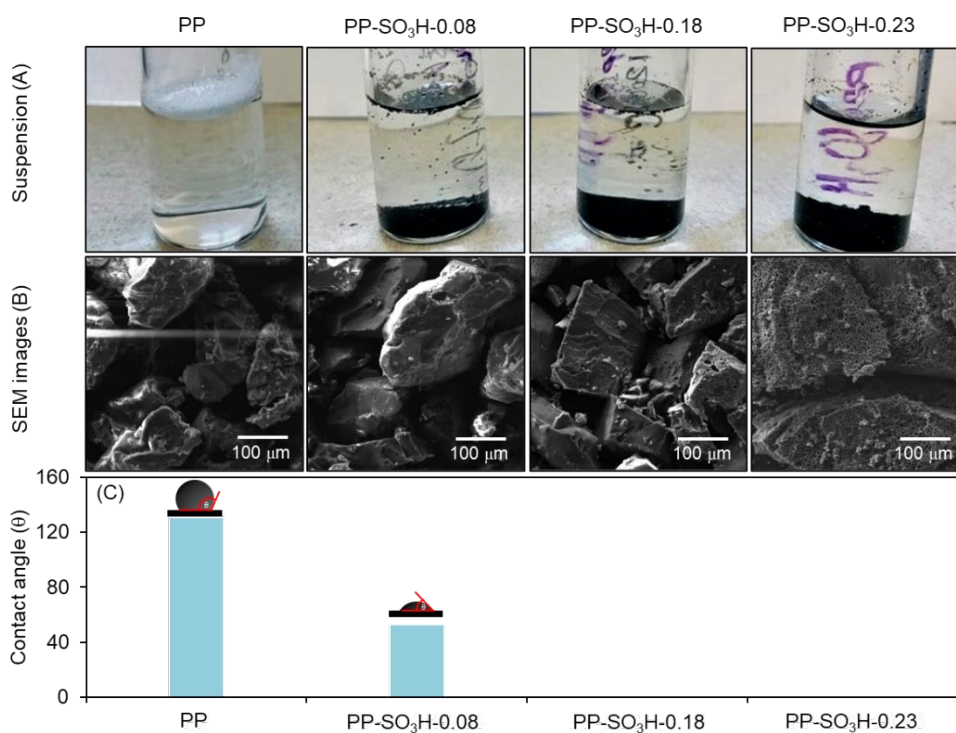 PP
PP-SO₃H-0.08
PP-SO₃H-0.18
PP-SO₃H-0.23
Suspension (A)
SEM images (B)
100 μm
100 μm
100 μm
100 μm
(C)
Contact angle (θ)
160
120
80
40
0
θ
θ
PP
PP-SO₃H-0.08
PP-SO₃H-0.18
PP-SO₃H-0.23